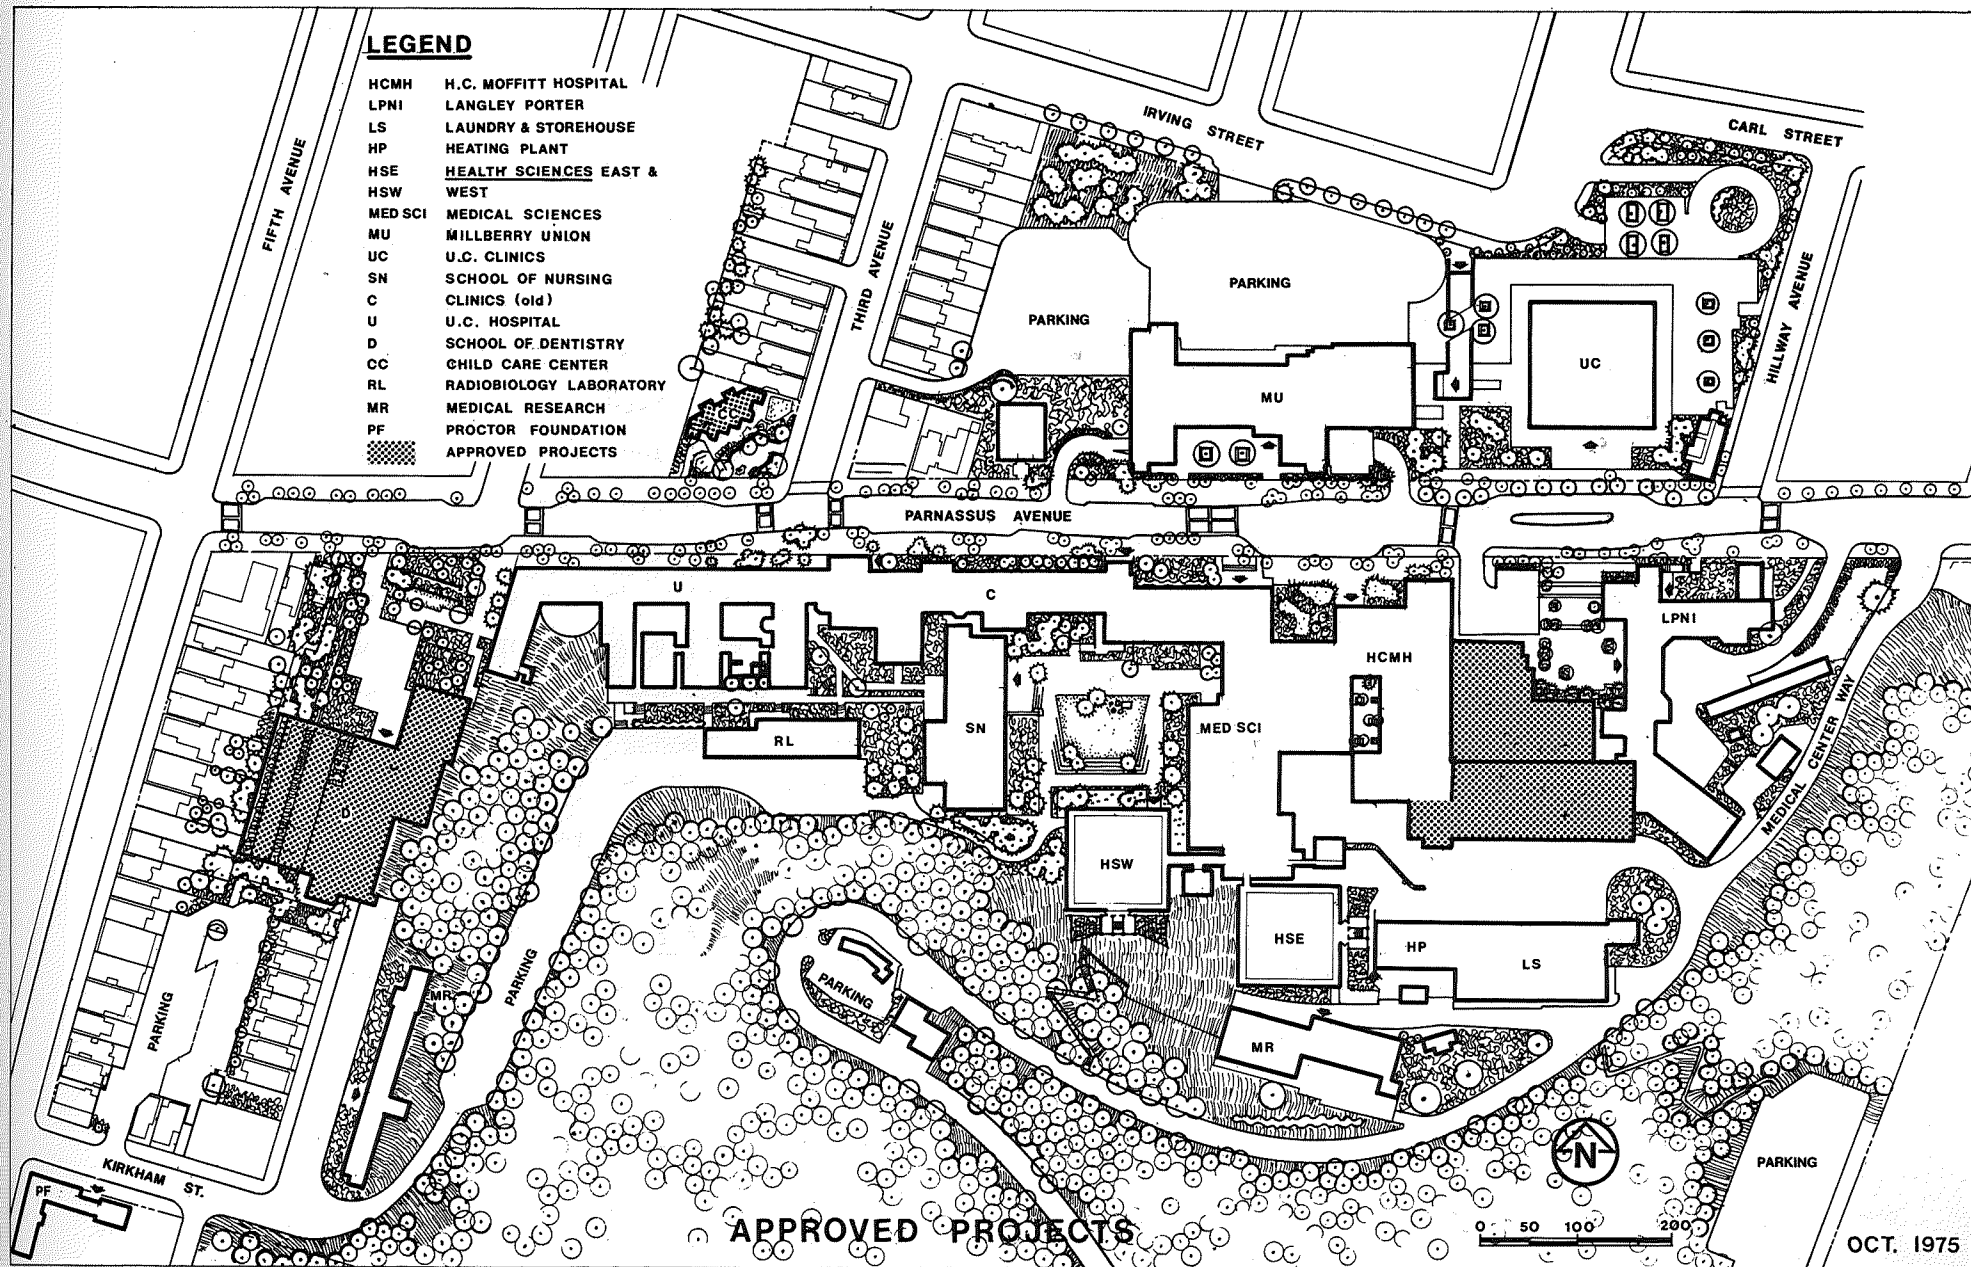 LEGEND
HCMH H.C. MOFFITT HOSPITAL
LPNI LANGLEY PORTER
LS LAUNDRY & STOREHOUSE
HP HEATING PLANT
HSE HEALTH SCIENCES EAST &
HSW WEST
MED SCI MEDICAL SCIENCES
MU MILLBERRY UNION
UC U.C. CLINICS
SN SCHOOL OF NURSING
C CLINICS (old)
U U.C. HOSPITAL
D SCHOOL OF DENTISTRY
CC CHILD CARE CENTER
RL RADIOBIOLOGY LABORATORY
MR MEDICAL RESEARCH
PF PROCTOR FOUNDATION
APPROVED PROJECTS
FIFTH AVENUE
THIRD AVENUE
IRVING STREET
CARL STREET
HILLWAY AVENUE
PARKING
PARKING
UC
MU
CC
PARNASSUS AVENUE
U
C
LPNI
HCMH
SN
RL
MED SCI
MEDICAL CENTER WAY
D
HSW
HSE
HP
LS
MR
PARKING
PARKING
PARKING
MR
KIRKHAM ST.
PF
PARKING
N
APPROVED PROJECTS
0 50 100 200
OCT. 1975